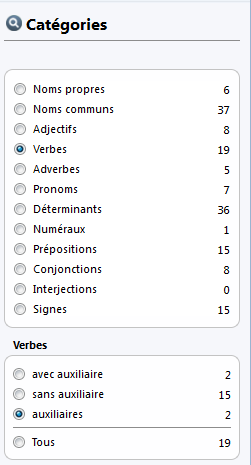 Catégories
Noms propres 6
Noms communs 37
Adjectifs 8
Verbes 19
Adverbes 5
Pronoms 7
Déterminants 36
Numéraux 1
Prépositions 15
Conjonctions 8
Interjections 0
Signes 15
Verbes
avec auxiliaire 2
sans auxiliaire 15
auxiliaires 2
Tous 19